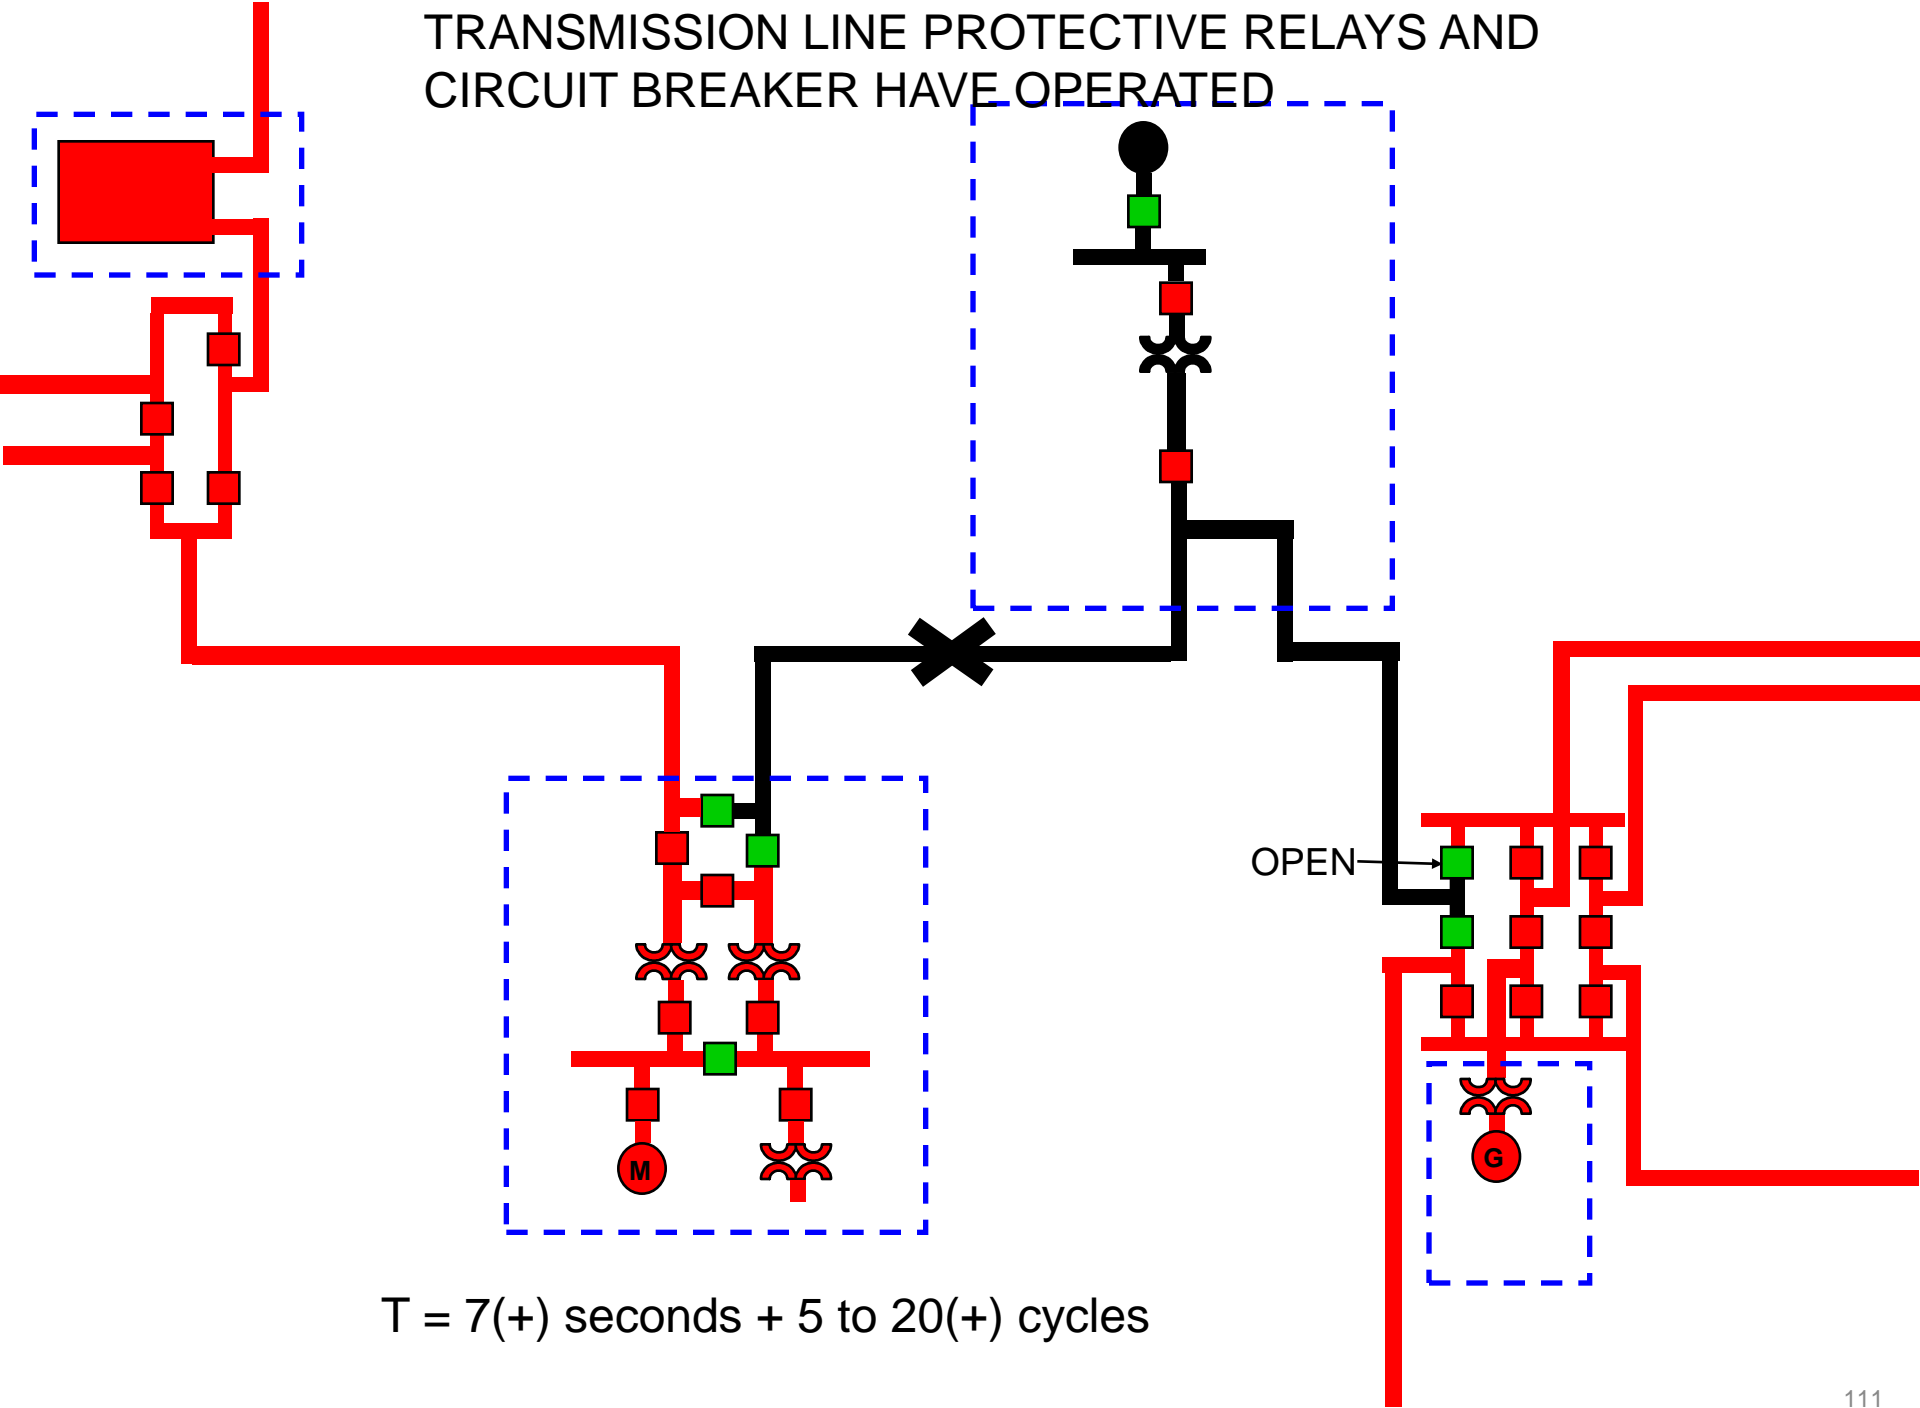 TRANSMISSION LINE PROTECTIVE RELAYS AND
CIRCUIT BREAKER HAVE OPERATED
OPEN
M
G
T = 7(+) seconds + 5 to 20(+) cycles
111